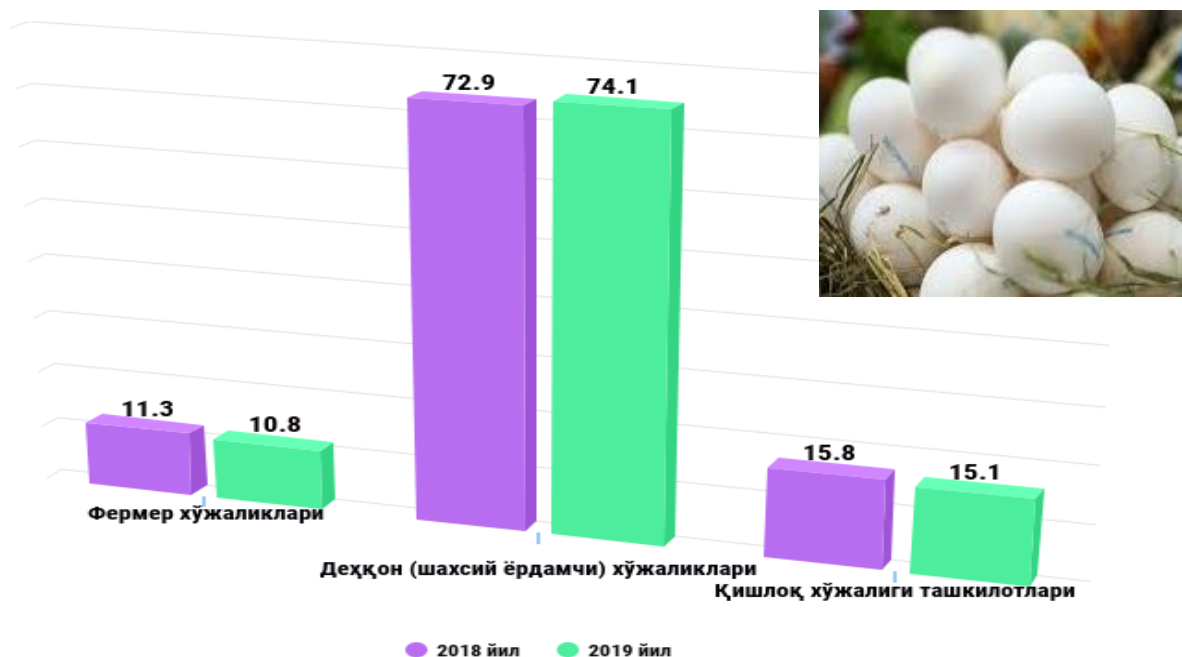 72.9
74.1
11.3
10.8
15.8
15.1
Фермер хўжаликлари
Деҳқон (шахсий ёрдамчи) хўжаликлари
Қишлоқ хўжалиги ташкилотлари
2018 йил
2019 йил